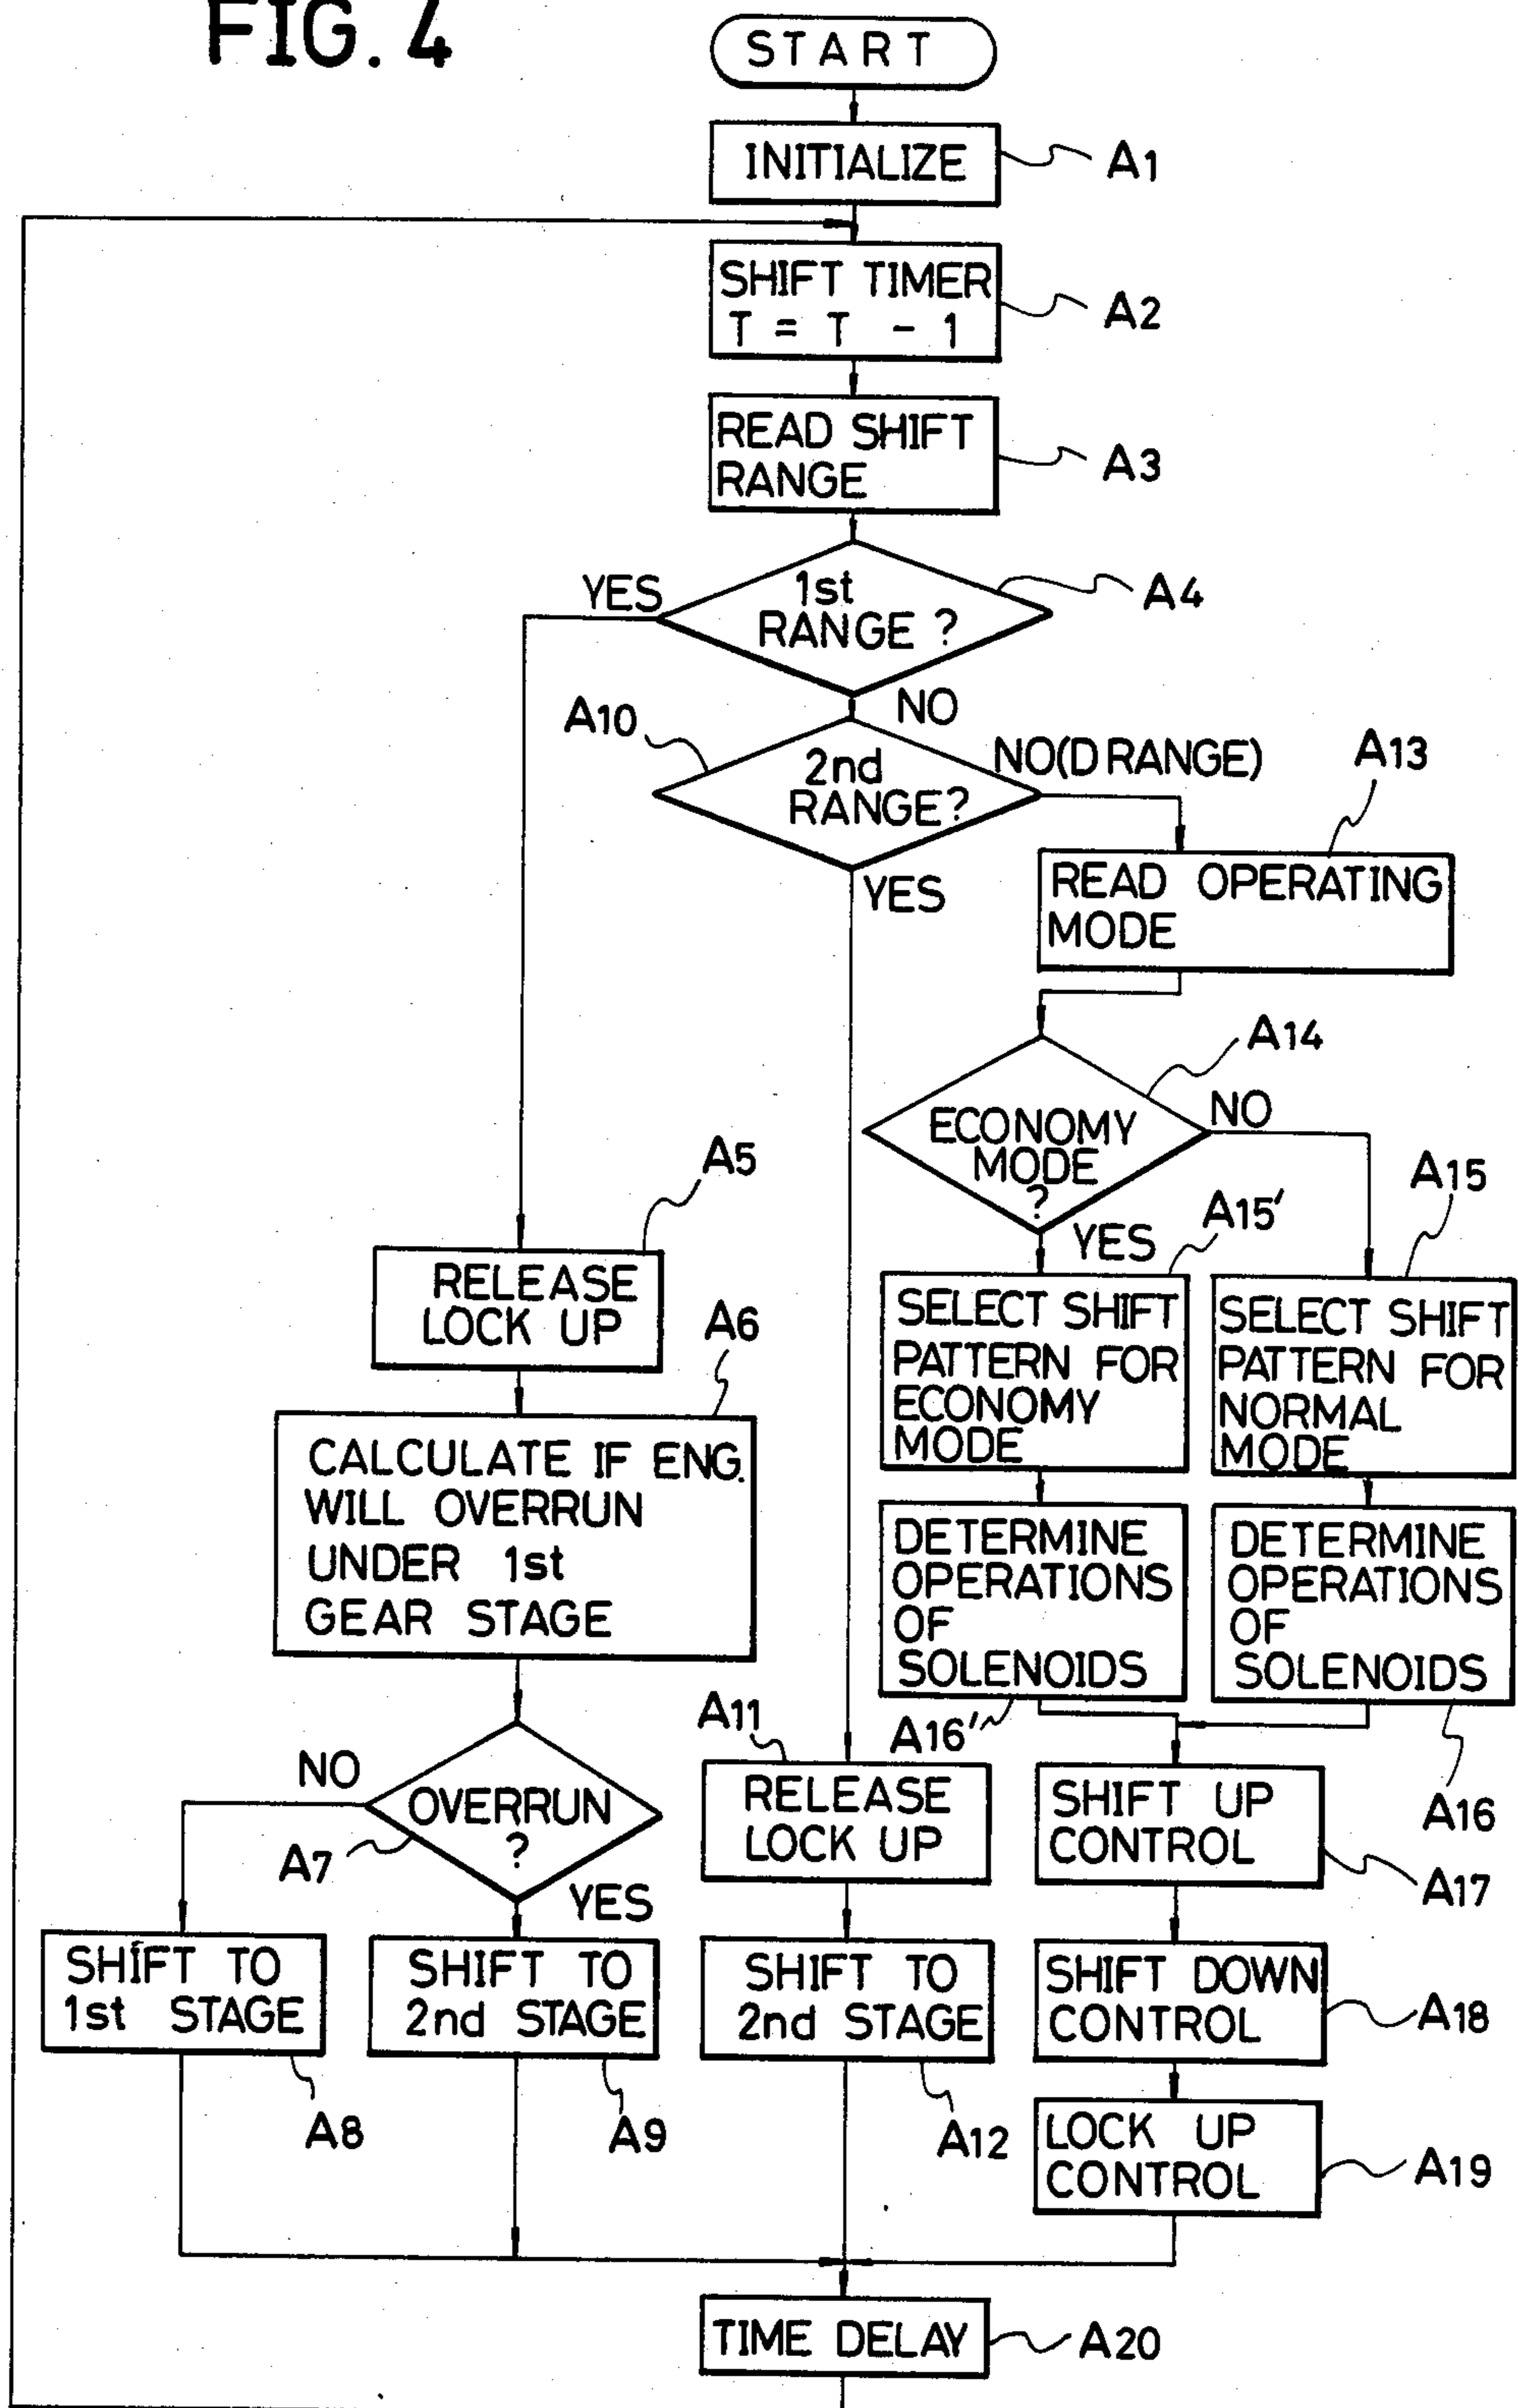 FIG. 4
START
INITIALIZE
A1
SHIFT TIMER
T = T - 1
A2
READ SHIFT
RANGE
A3
YES
1st
RANGE ?
A4
NO
A10
2nd
RANGE?
NO(D RANGE)
A13
YES
READ OPERATING
MODE
A14
ECONOMY
MODE
?
NO
A5
A15
A15'
YES
RELEASE
LOCK UP
A6
SELECT SHIFT
PATTERN FOR
ECONOMY
MODE
SELECT SHIFT
PATTERN FOR
NORMAL
MODE
CALCULATE IF ENG.
WILL OVERRUN
UNDER 1st
GEAR STAGE
DETERMINE
OPERATIONS
OF
SOLENOIDS
DETERMINE
OPERATIONS
OF
SOLENOIDS
A11
A16'
NO
OVERRUN
?
A7
YES
RELEASE
LOCK UP
SHIFT UP
CONTROL
A16
A17
SHIFT TO
1st STAGE
SHIFT TO
2nd STAGE
SHIFT TO
2nd STAGE
SHIFT DOWN
CONTROL
A18
A8
A9
A12
LOCK UP
CONTROL
A19
TIME DELAY
A20